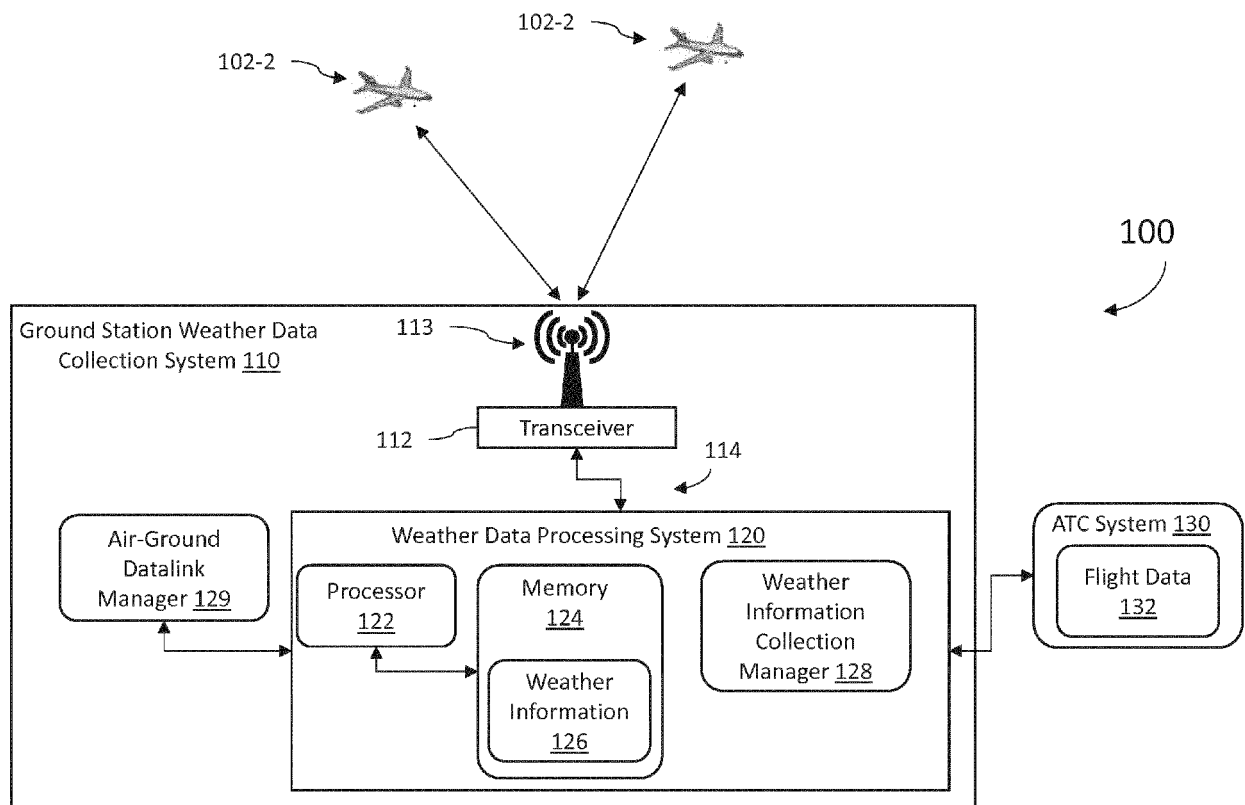 102-2
102-2
100
Ground Station Weather Data
Collection System 110
113
112
Transceiver
114
Air-Ground
Datalink
Manager 129
Weather Data Processing System 120
Processor
122
Memory
124
Weather
Information
126
Weather
Information
Collection
Manager 128
ATC System 130
Flight Data
132